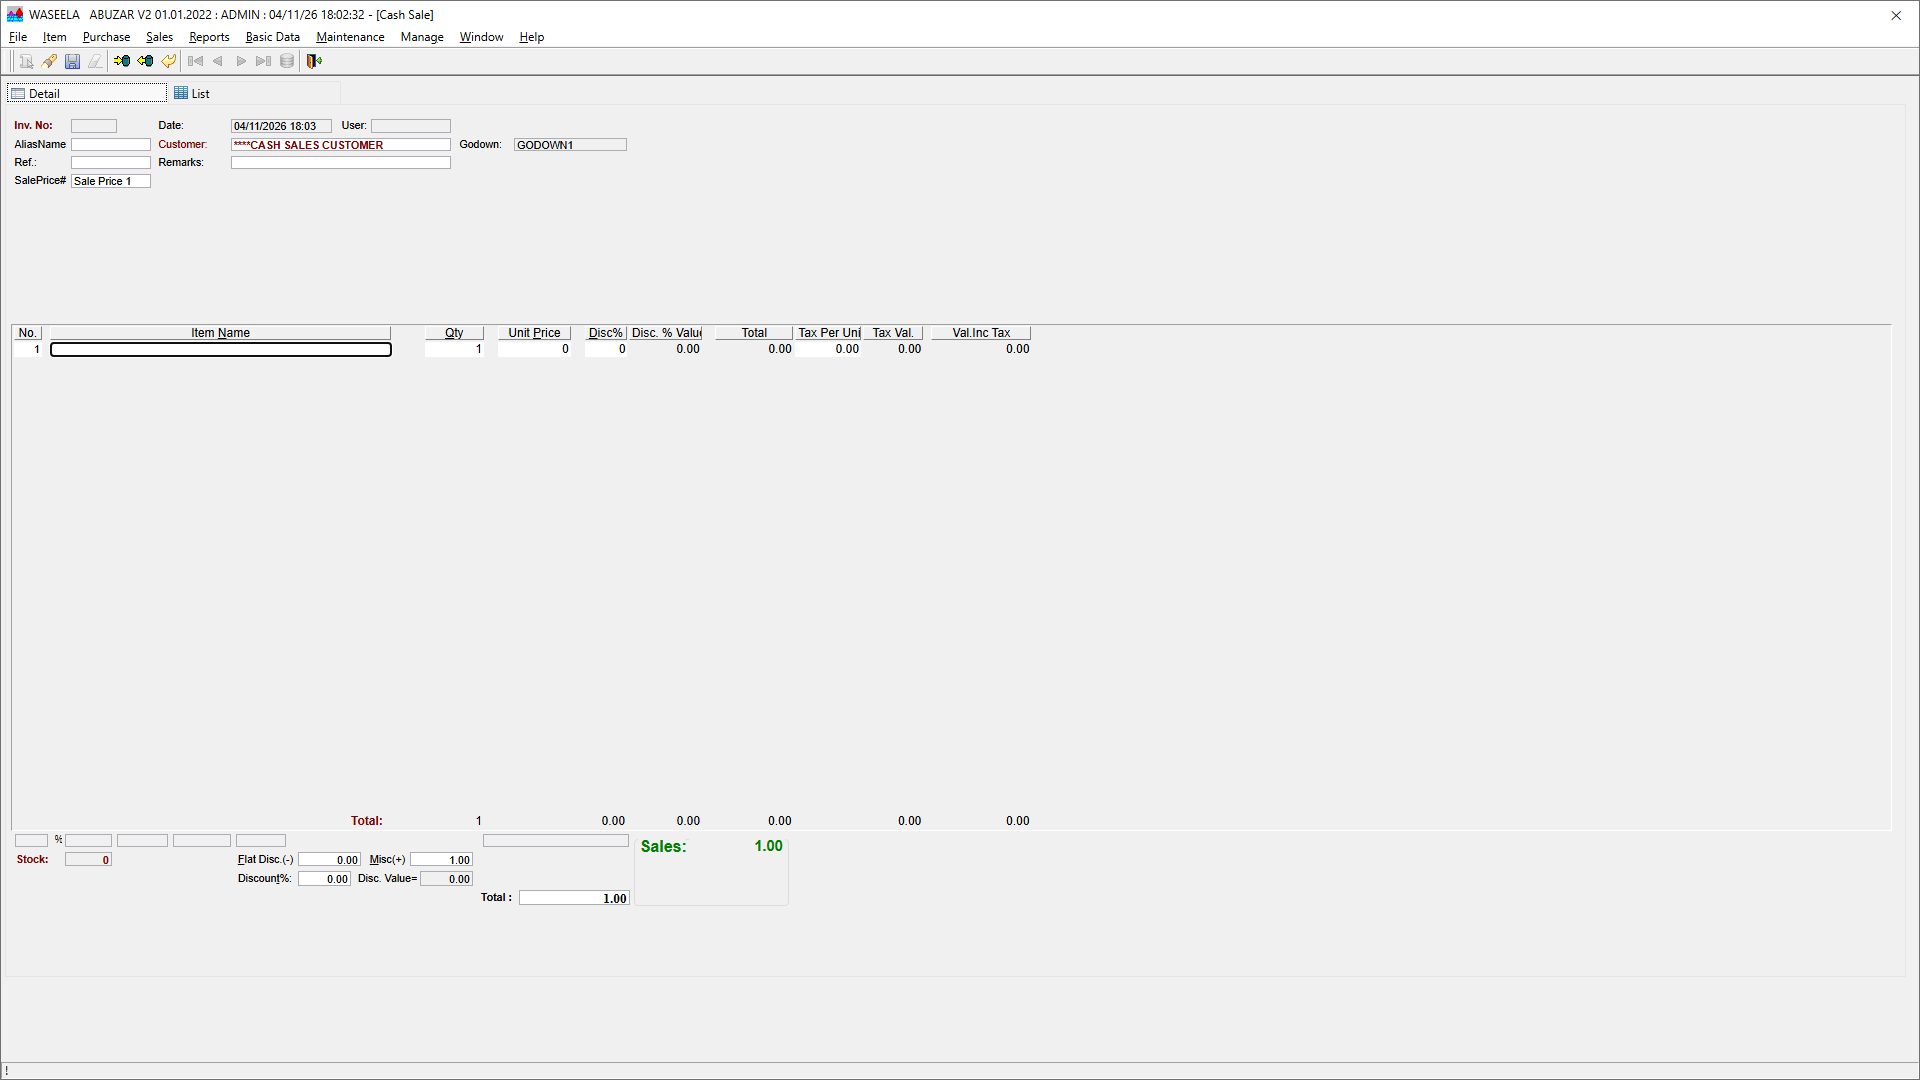 WASEELA ABUZAR V2 01.01.2022 : ADMIN : 04/11/26 18:02:32 - [Cash Sale]
File Item Purchase Sales Reports Basic Data Maintenance Manage Window Help
Detail List
Inv. No: Date: 04/11/2026 18:03 User:
AliasName Customer: ****CASH SALES CUSTOMER Godown: GODOWN1
Ref.: Remarks:
SalePrice# Sale Price 1
No. Item Name Qty Unit Price Disc% Disc. % Valu Total Tax Per Uni Tax Val. Val.Inc Tax
1 1 0 0 0.00 0.00 0.00 0.00 0.00
Total: 1 0.00 0.00 0.00 0.00 0.00
%
Sales: 1.00
Stock: 0 Flat Disc.(-) 0.00 Misc(+) 1.00
Discount%: 0.00 Disc. Value= 0.00
Total : 1.00
!